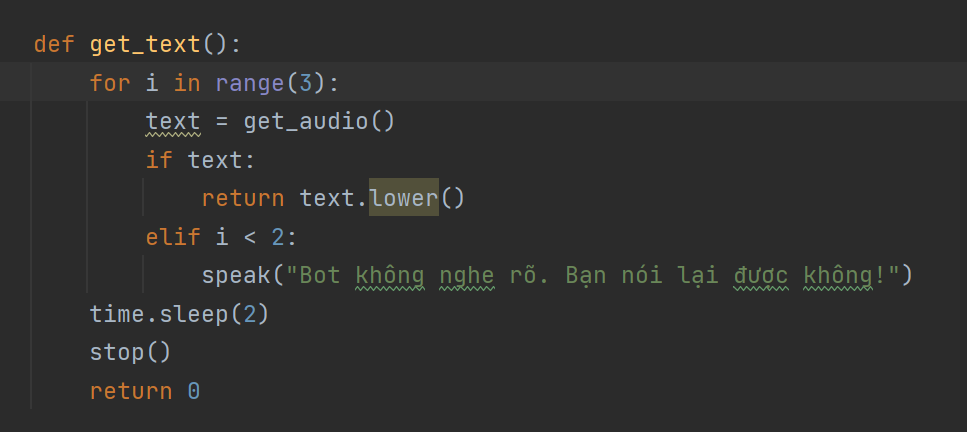 def get_text():
    for i in range(3):
        text = get_audio()
        if text:
            return text.lower()
        elif i < 2:
            speak("Bot không nghe rõ. Bạn nói lại được không!")
    time.sleep(2)
    stop()
    return 0